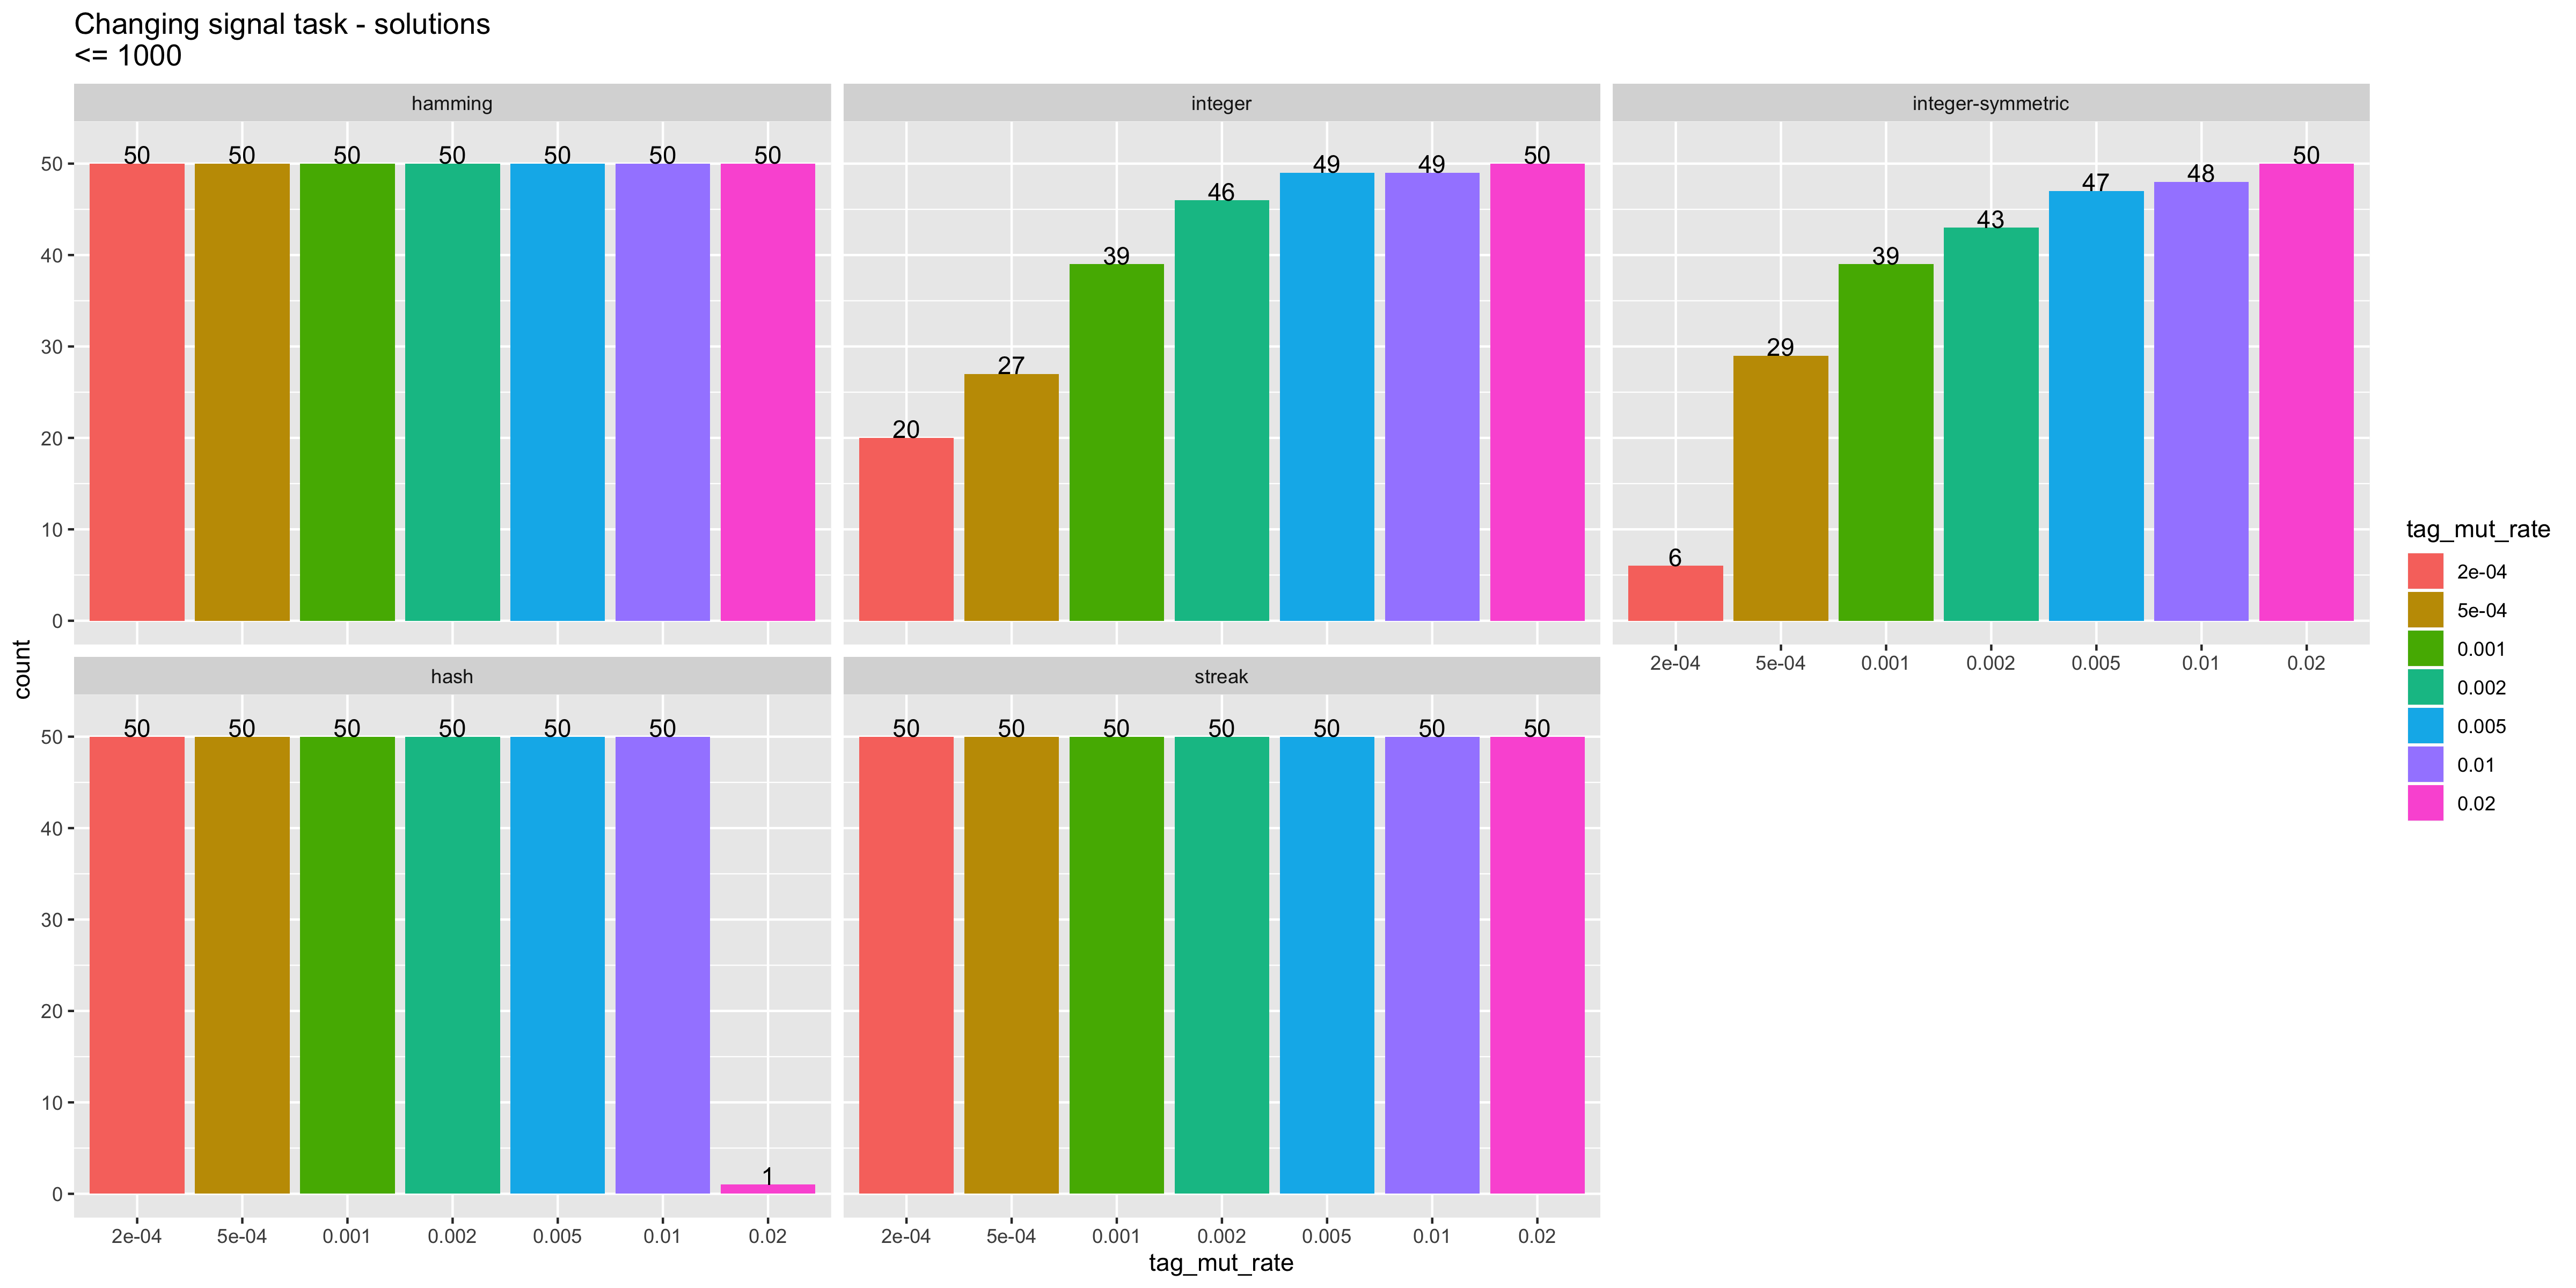 Changing signal task - solutions
<= 1000
hamming
integer
integer-symmetric
50 50 50 50 50 50 50
20 27 39 46 49 49 50
6 29 39 43 47 48 50
50
40
30
20
10
0
2e-04 5e-04 0.001 0.002 0.005 0.01 0.02
count
hash
streak
50 50 50 50 50 50 1
50 50 50 50 50 50 50
50
40
30
20
10
0
2e-04 5e-04 0.001 0.002 0.005 0.01 0.02
2e-04 5e-04 0.001 0.002 0.005 0.01 0.02
tag_mut_rate
tag_mut_rate
2e-04
5e-04
0.001
0.002
0.005
0.01
0.02